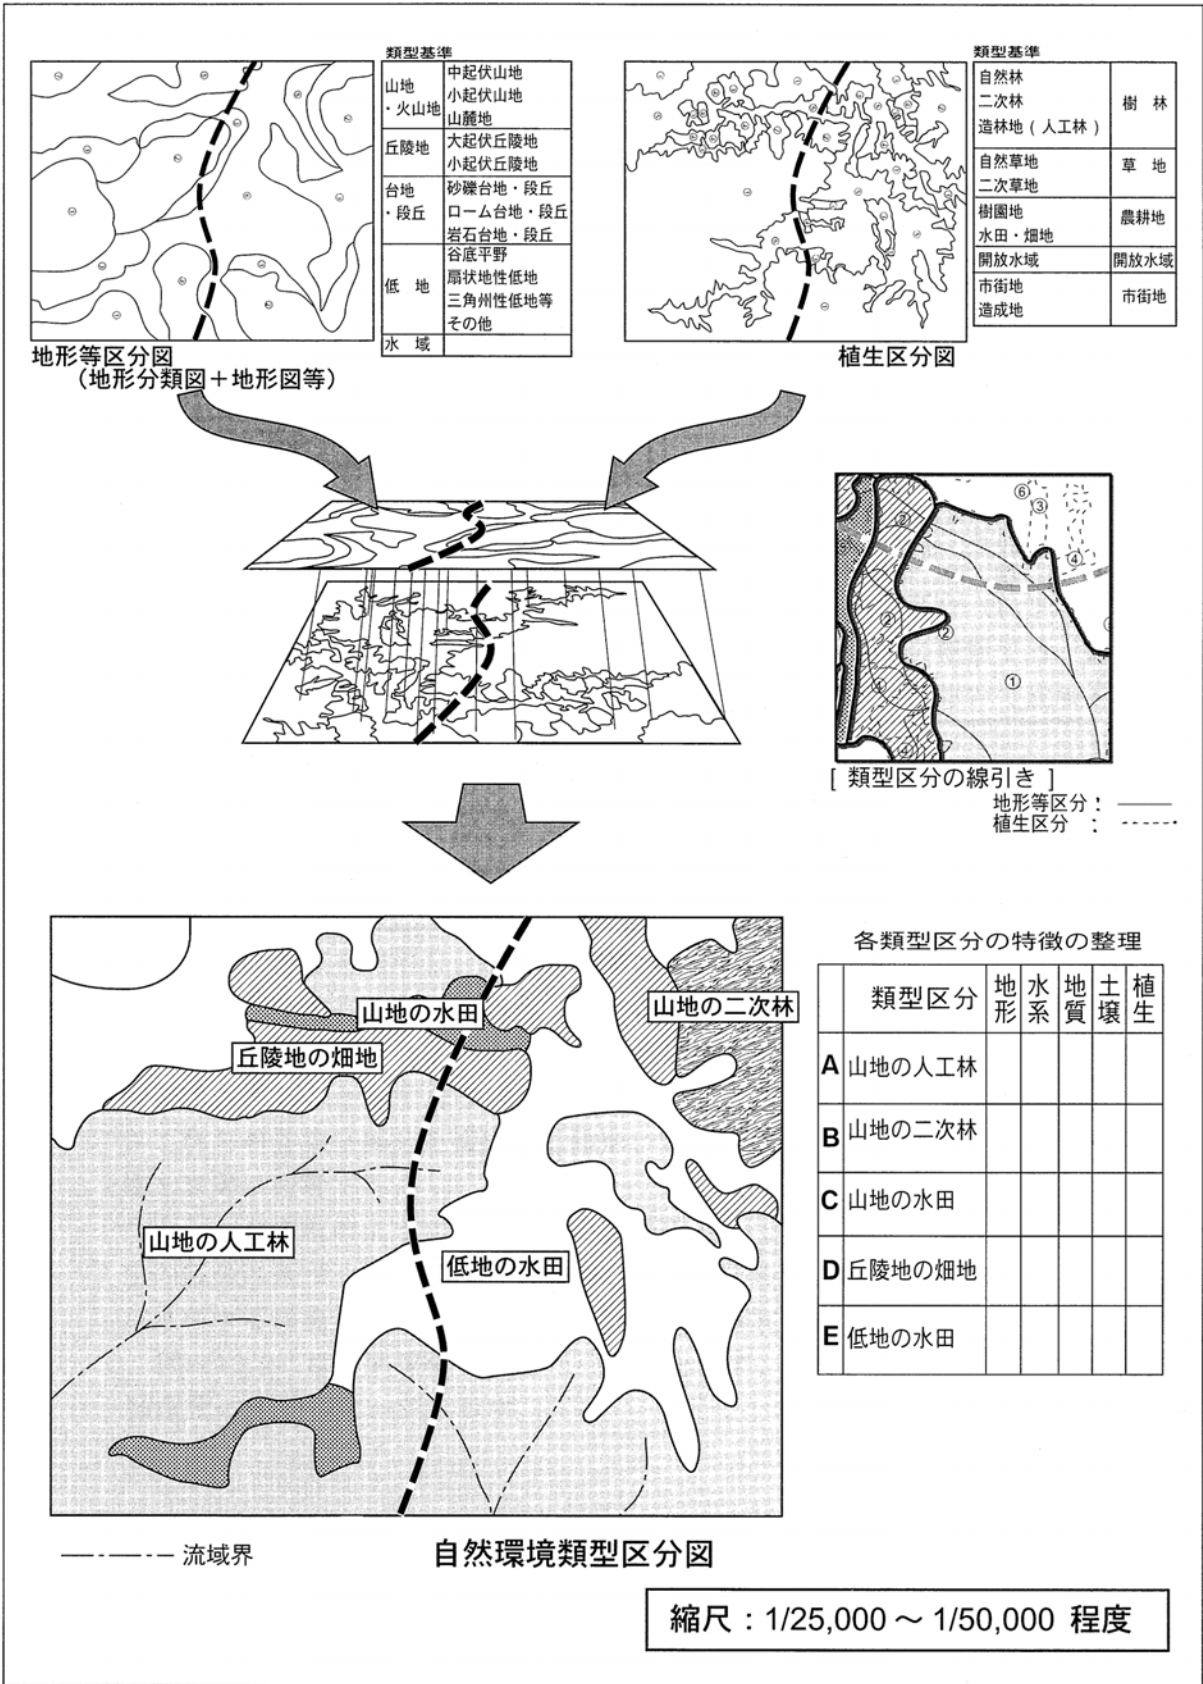 類型基準
山地
・火山地
中起伏山地
小起伏山地
山麓地
丘陵地
大起伏丘陵地
小起伏丘陵地
台地
・段丘
砂礫台地・段丘
ローム台地・段丘
岩石台地・段丘
低 地
谷底平野
扇状地性低地
三角州性低地等
その他
水 域
地形等区分図
（地形分類図＋地形図等）
類型基準
自然林
二次林
造林地 ( 人工林 )
樹 林
自然草地
二次草地
草 地
樹園地
水田・畑地
農耕地
開放水域
開放水域
市街地
造成地
市街地
植生区分図
⑥
③
④
②
②
②
①
④
[ 類型区分の線引き ]
地形等区分：
植生区分 ：
山地の水田
山地の二次林
丘陵地の畑地
山地の人工林
低地の水田
流域界
自然環境類型区分図
各類型区分の特徴の整理
類型区分 地形 水系 地質 土壌 植生
A 山地の人工林
B 山地の二次林
C 山地の水田
D 丘陵地の畑地
E 低地の水田
縮尺：1/25,000 ～ 1/50,000 程度